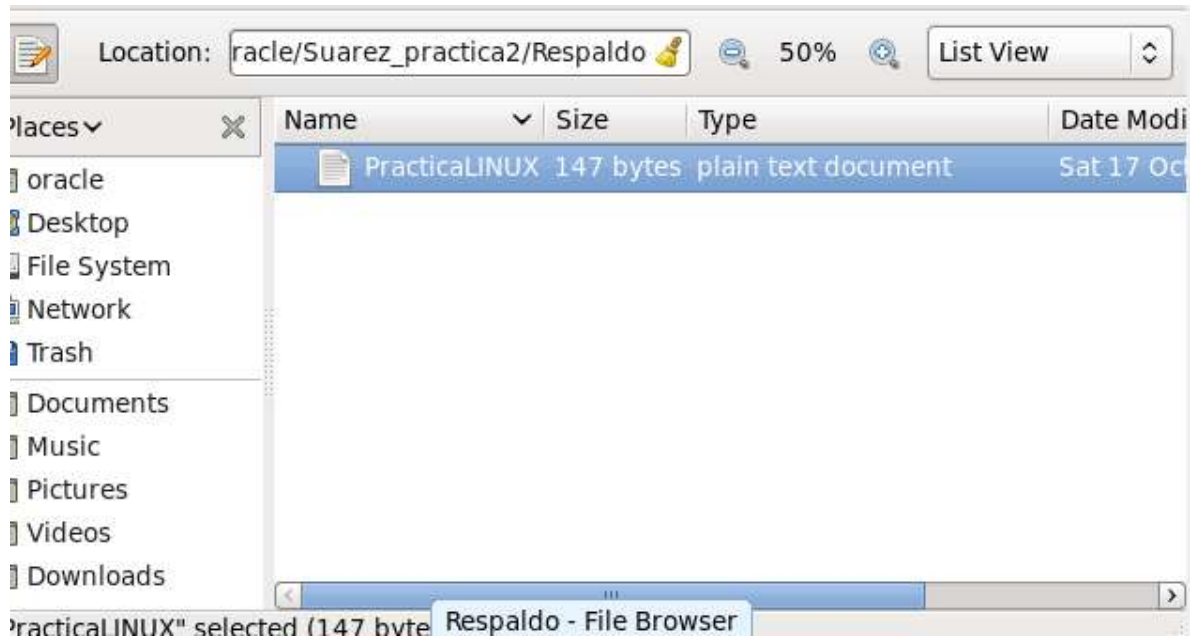 Location: racle/Suarez_practica2/Respaldo 50% List View
Places
Name Size Type Date Modi
PracticaLINUX 147 bytes plain text document Sat 17 Oct
oracle
Desktop
File System
Network
Trash
Documents
Music
Pictures
Videos
Downloads
PracticaLINUX" selected (147 byte
Respaldo - File Browser